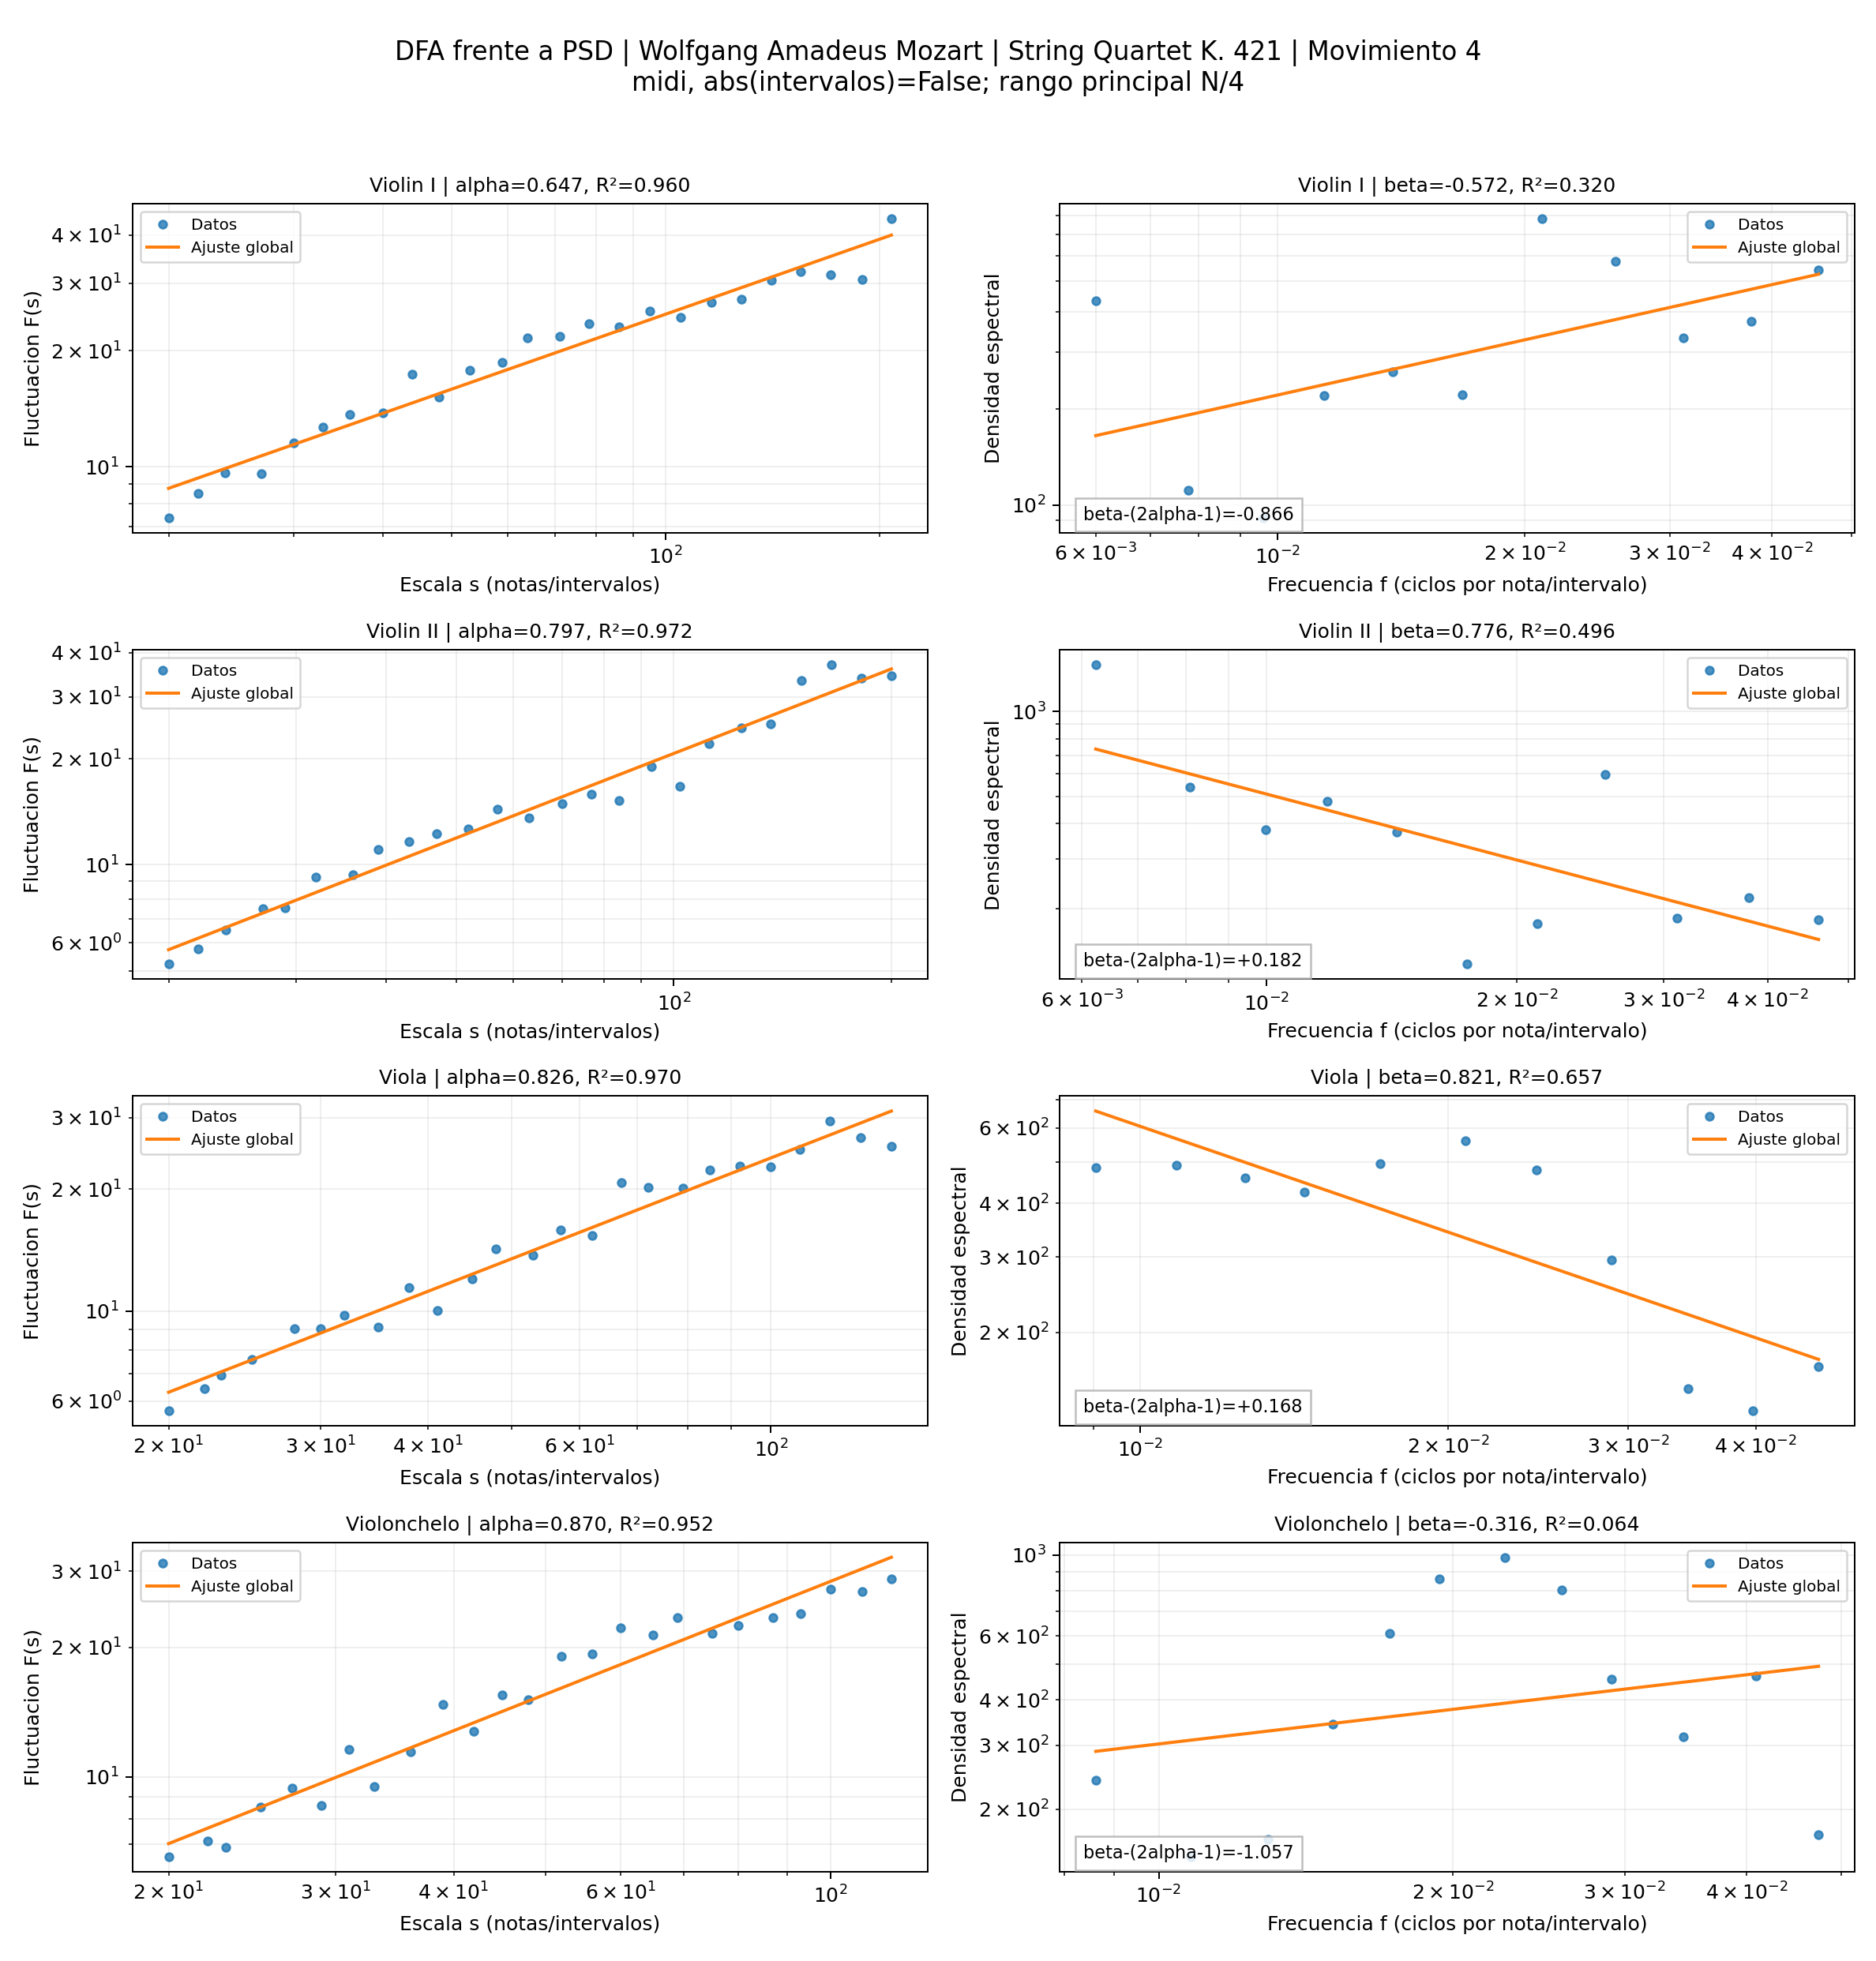 DFA frente a PSD | Wolfgang Amadeus Mozart | String Quartet K. 421 | Movimiento 4
midi, abs(intervalos)=False; rango principal N/4
Violin I | alpha=0.647, R²=0.960
Datos
Ajuste global
4 × 10¹
3 × 10¹
2 × 10¹
10¹
Fluctuacion F(s)
10²
Escala s (notas/intervalos)
Violin I | beta=-0.572, R²=0.320
Datos
Ajuste global
10²
Densidad espectral
beta-(2alpha-1)=-0.866
6 × 10⁻³
10⁻²
2 × 10⁻²
3 × 10⁻²
4 × 10⁻²
Frecuencia f (ciclos por nota/intervalo)
Violin II | alpha=0.797, R²=0.972
Datos
Ajuste global
4 × 10¹
3 × 10¹
2 × 10¹
10¹
6 × 10⁰
Fluctuacion F(s)
10²
Escala s (notas/intervalos)
Violin II | beta=0.776, R²=0.496
Datos
Ajuste global
10³
Densidad espectral
beta-(2alpha-1)=+0.182
6 × 10⁻³
10⁻²
2 × 10⁻²
3 × 10⁻²
4 × 10⁻²
Frecuencia f (ciclos por nota/intervalo)
Viola | alpha=0.826, R²=0.970
Datos
Ajuste global
3 × 10¹
2 × 10¹
10¹
6 × 10⁰
Fluctuacion F(s)
2 × 10¹
3 × 10¹
4 × 10¹
6 × 10¹
10²
Escala s (notas/intervalos)
Viola | beta=0.821, R²=0.657
Datos
Ajuste global
6 × 10²
4 × 10²
3 × 10²
2 × 10²
Densidad espectral
beta-(2alpha-1)=+0.168
10⁻²
2 × 10⁻²
3 × 10⁻²
4 × 10⁻²
Frecuencia f (ciclos por nota/intervalo)
Violonchelo | alpha=0.870, R²=0.952
Datos
Ajuste global
3 × 10¹
2 × 10¹
10¹
Fluctuacion F(s)
2 × 10¹
3 × 10¹
4 × 10¹
6 × 10¹
10²
Escala s (notas/intervalos)
Violonchelo | beta=-0.316, R²=0.064
Datos
Ajuste global
10³
6 × 10²
4 × 10²
3 × 10²
2 × 10²
Densidad espectral
beta-(2alpha-1)=-1.057
10⁻²
2 × 10⁻²
3 × 10⁻²
4 × 10⁻²
Frecuencia f (ciclos por nota/intervalo)